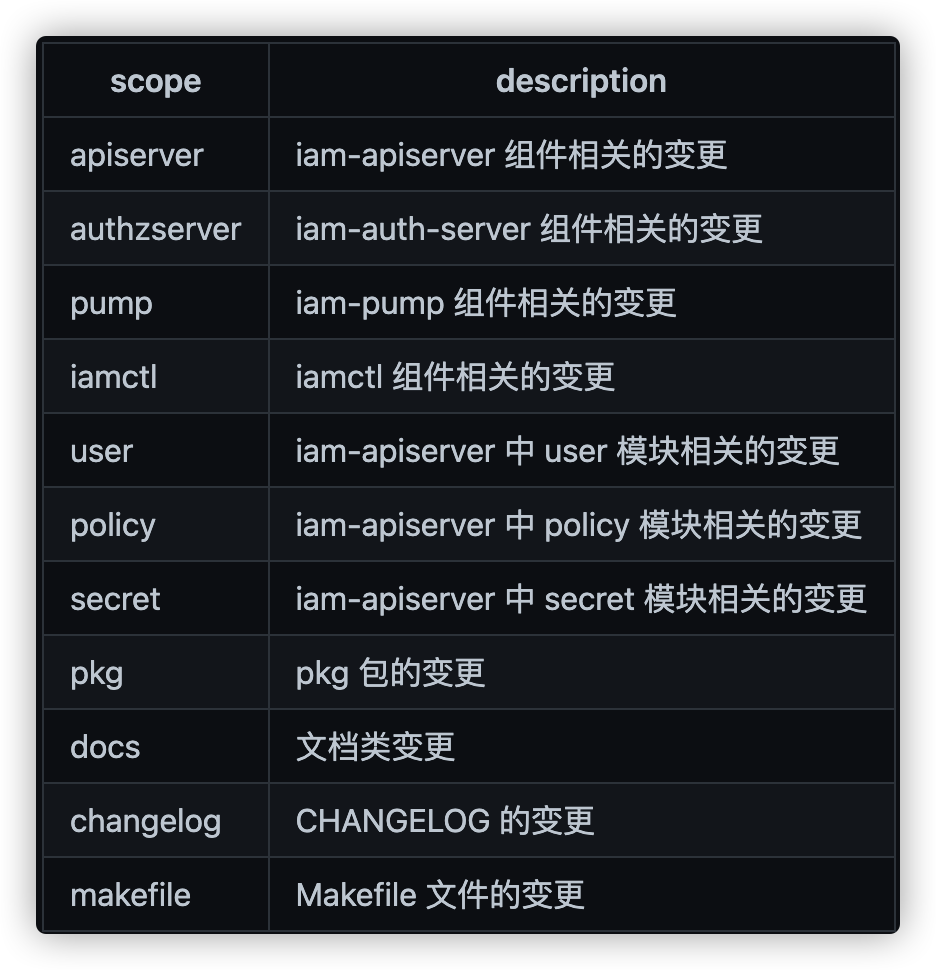 scope description
apiserver iam-apiserver 组件相关的变更
authzserver iam-auth-server 组件相关的变更
pump iam-pump 组件相关的变更
iamctl iamctl 组件相关的变更
user iam-apiserver 中 user 模块相关的变更
policy iam-apiserver 中 policy 模块相关的变更
secret iam-apiserver 中 secret 模块相关的变更
pkg pkg 包的变更
docs 文档类变更
changelog CHANGELOG 的变更
makefile Makefile 文件的变更